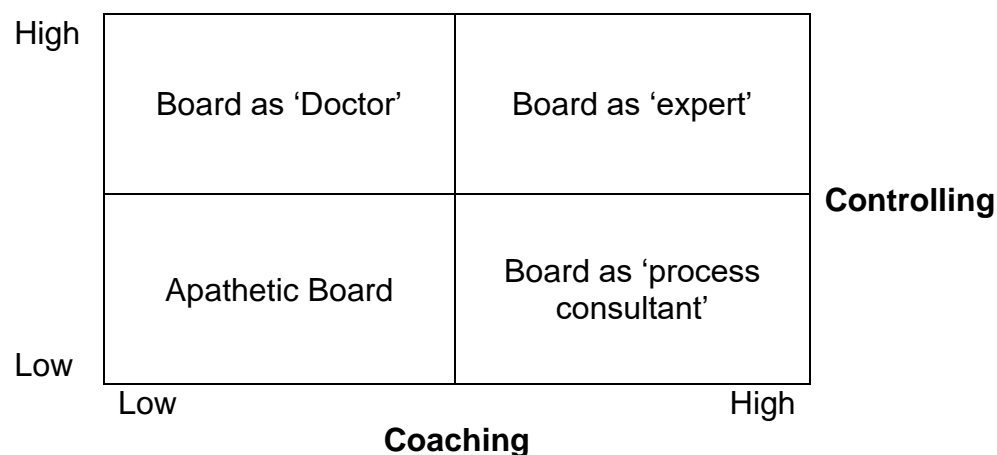 High
Board as ‘Doctor’
Board as ‘expert’
Controlling
Apathetic Board
Board as ‘process
consultant’
Low
Low
High
Coaching